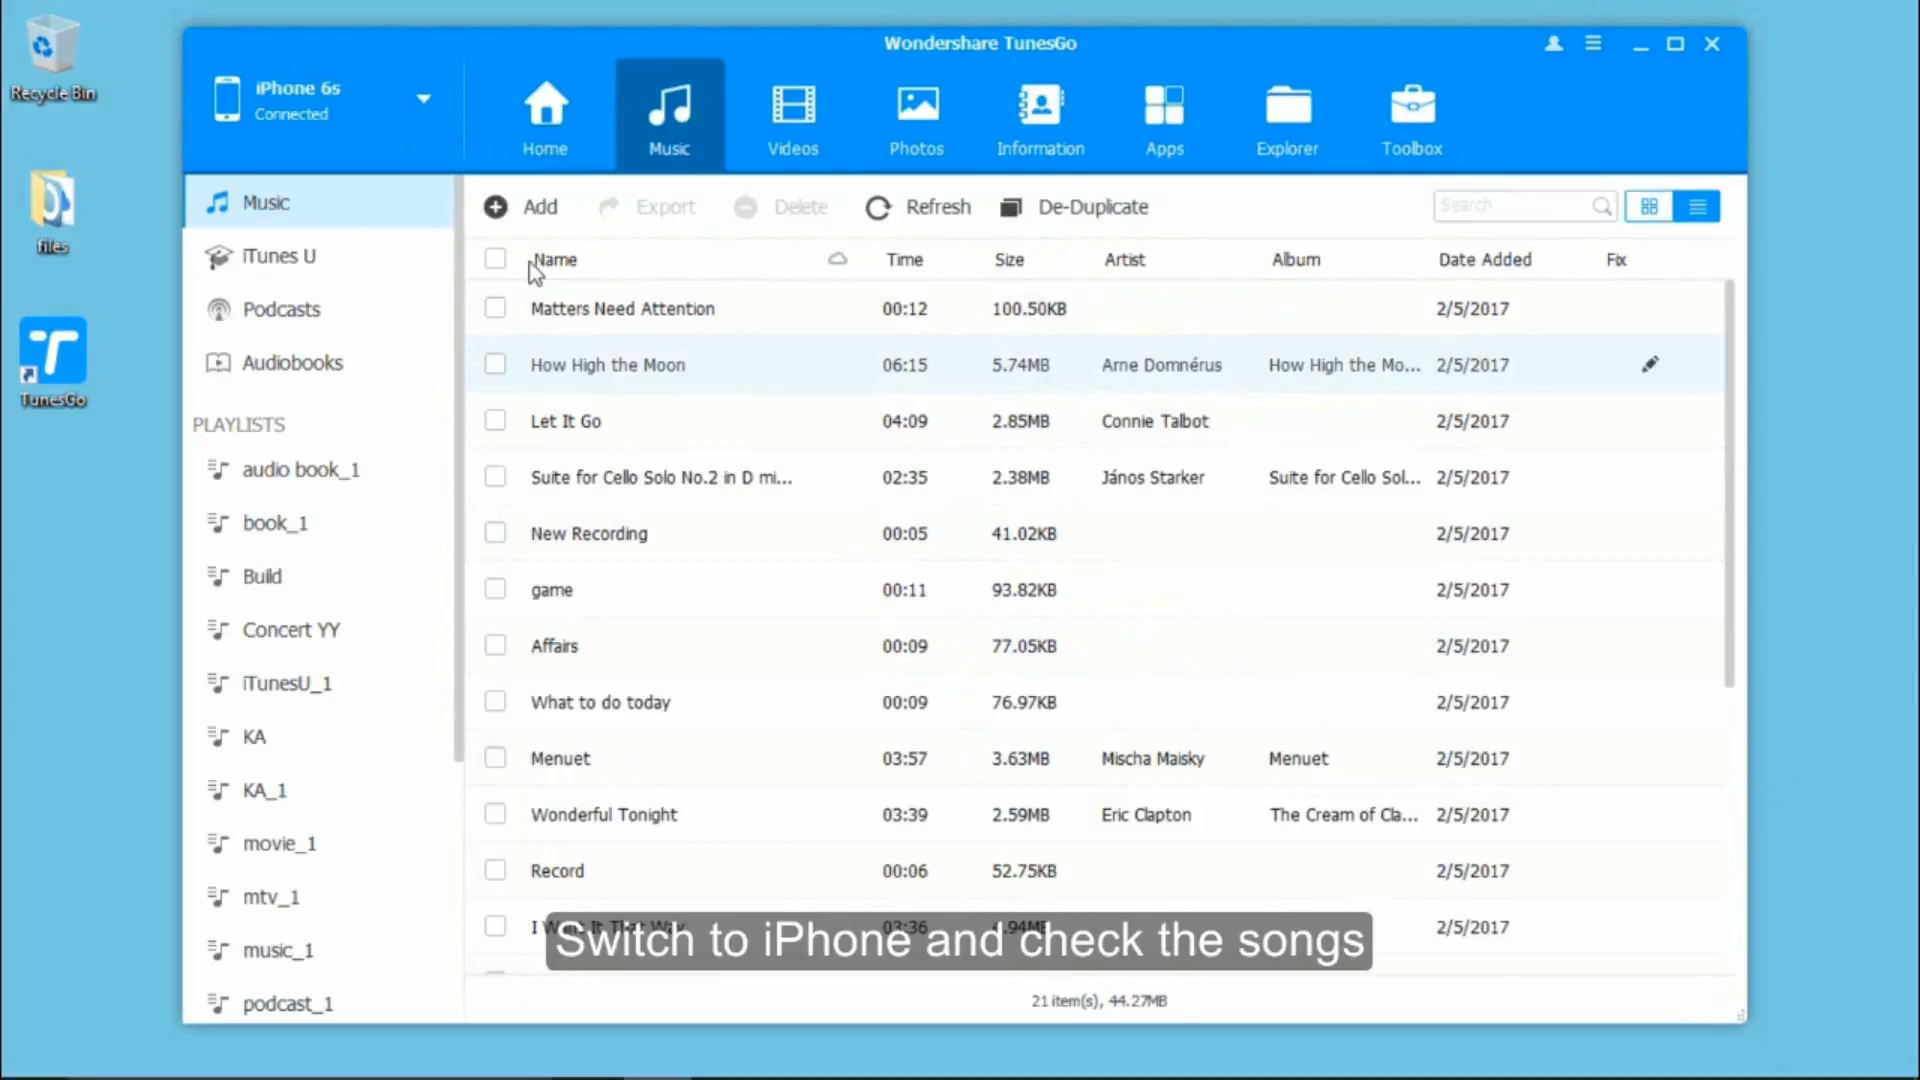 Recycle Bin
files
TunesGo
Wondershare TunesGo
iPhone 6s
Connected
Home
Music
Videos
Photos
Information
Apps
Explorer
Toolbox
Music
iTunes U
Podcasts
Audiobooks
PLAYLISTS
audio book_1
book_1
Build
Concert YY
iTunesU_1
KA
KA_1
movie_1
mtv_1
music_1
podcast_1
Add Export Delete Refresh De-Duplicate Search
Name Time Size Artist Album Date Added Fix
Matters Need Attention 00:12 100.50KB 2/5/2017
How High the Moon 06:15 5.74MB Arne Domnérus How High the Mo... 2/5/2017
Let It Go 04:09 2.85MB Connie Talbot 2/5/2017
Suite for Cello Solo No.2 in D mi... 02:35 2.38MB János Starker Suite for Cello Sol... 2/5/2017
New Recording 00:05 41.02KB 2/5/2017
game 00:11 93.82KB 2/5/2017
Affairs 00:09 77.05KB 2/5/2017
What to do today 00:09 76.97KB 2/5/2017
Menuet 03:57 3.63MB Mischa Maisky Menuet 2/5/2017
Wonderful Tonight 03:39 2.59MB Eric Clapton The Cream of Cla... 2/5/2017
Record 00:06 52.75KB 2/5/2017
I Want It That Way 03:36 2/5/2017
Switch to iPhone and check the songs
21 item(s), 44.27MB